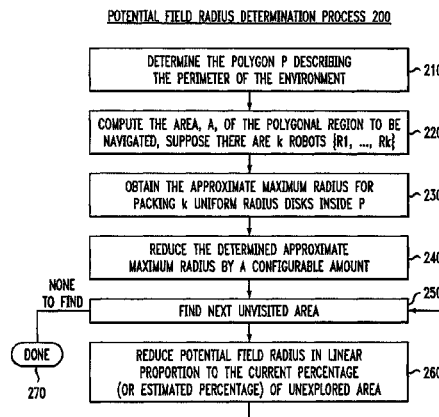 POTENTIAL FIELD RADIUS DETERMINATION PROCESS 200
DETERMINE THE POLYGON P DESCRIBING
THE PERIMETER OF THE ENVIRONMENT
210
COMPUTE THE AREA, A, OF THE POLYGONAL REGION TO BE
NAVIGATED, SUPPOSE THERE ARE k ROBOTS {R1, ..., Rk}
220
OBTAIN THE APPROXIMATE MAXIMUM RADIUS FOR
PACKING k UNIFORM RADIUS DISKS INSIDE P
230
REDUCE THE DETERMINED APPROXIMATE
MAXIMUM RADIUS BY A CONFIGURABLE AMOUNT
240
NONE
TO FIND
250
FIND NEXT UNVISITED AREA
DONE
270
REDUCE POTENTIAL FIELD RADIUS IN LINEAR
PROPORTION TO THE CURRENT PERCENTAGE
(OR ESTIMATED PERCENTAGE) OF UNEXPLORED AREA
260